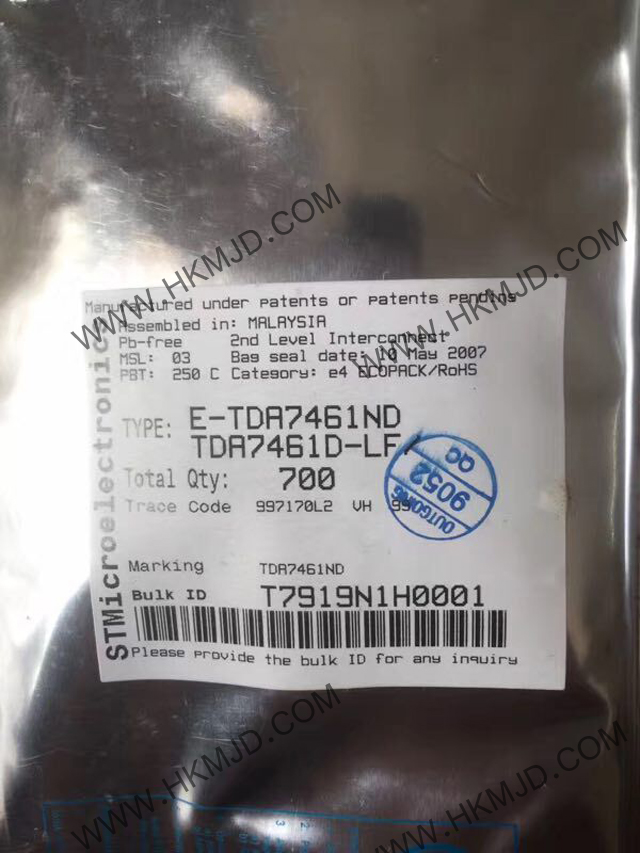 WWW.HKMJD.COM
WWW.HKMJD.COM
Manufactured under patents or patents pending
Assembled in: MALAYSIA
Pb-free 2nd Level Interconnect
MSL: 03 Bag seal date: 10 May 2007
PBT: 250 C Category: e4 ECOPACK/RoHS
TYPE: E-TDA7461ND
TDA7461D-LF/
Total Qty: 700
Trace Code 997170L2 VH 99
OUTGOING
9052
QC
Marking TDA7461ND
Bulk ID T7919N1H0001
Please provide the bulk ID for any inquiry
STMicroelectronics
WWW.HKMJD.COM
WWW.HKMJD.COM